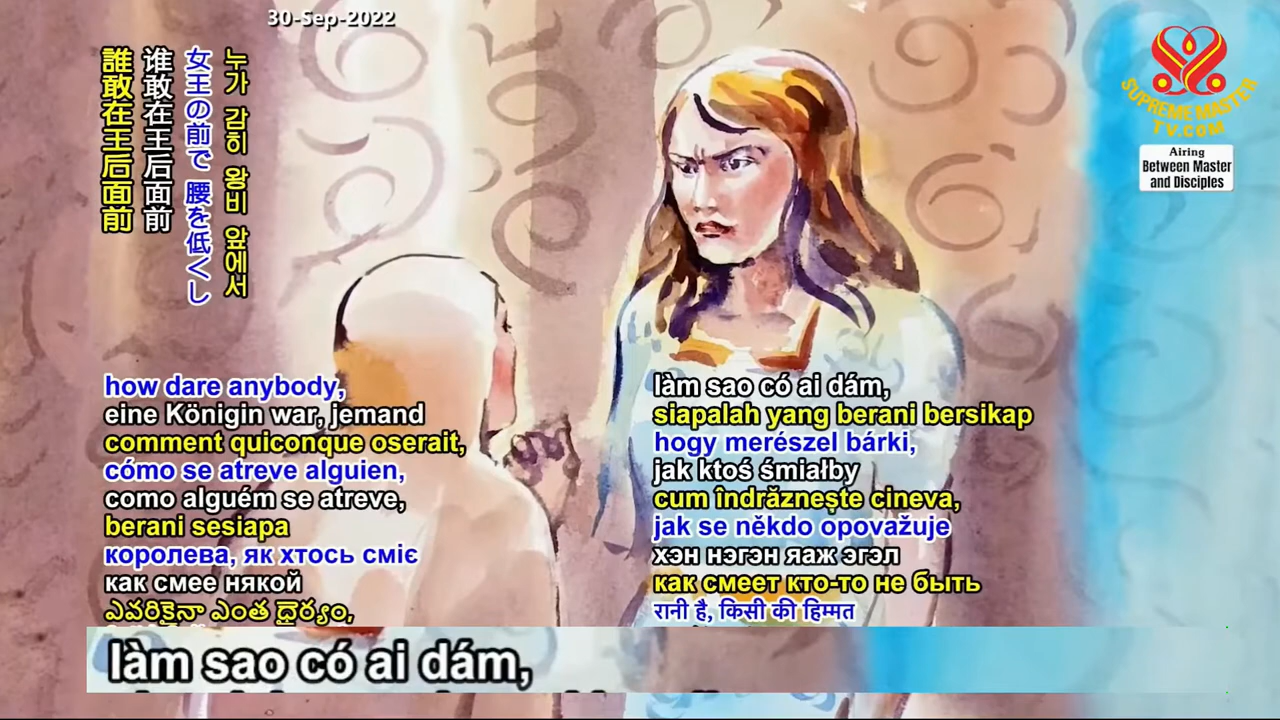 30-Sep-2022
誰敢在王后面前
谁敢在王后面前
女王の前で 腰を低くし
누가 감히 왕비 앞에서
SUPREME MASTER
TV.COM
Airing
Between Master
and Disciples
how dare anybody,
eine Königin war, jemand
comment quiconque oserait,
cómo se atreve alguien,
como alguém se atreve,
berani sesiapa
королева, як хтось сміє
как смее някой
ఎవరికైనా ఎంత ధైర్యం,
làm sao có ai dám,
siapalah yang berani bersikap
hogy merészel bárki,
jak ktoś śmiałby
cum îndrăznește cineva,
jak se někdo opovažuje
хэн нэгэн яаж эгэл
как смеет кто-то не быть
रानी है, किसी की हिम्मत
làm sao có ai dám,